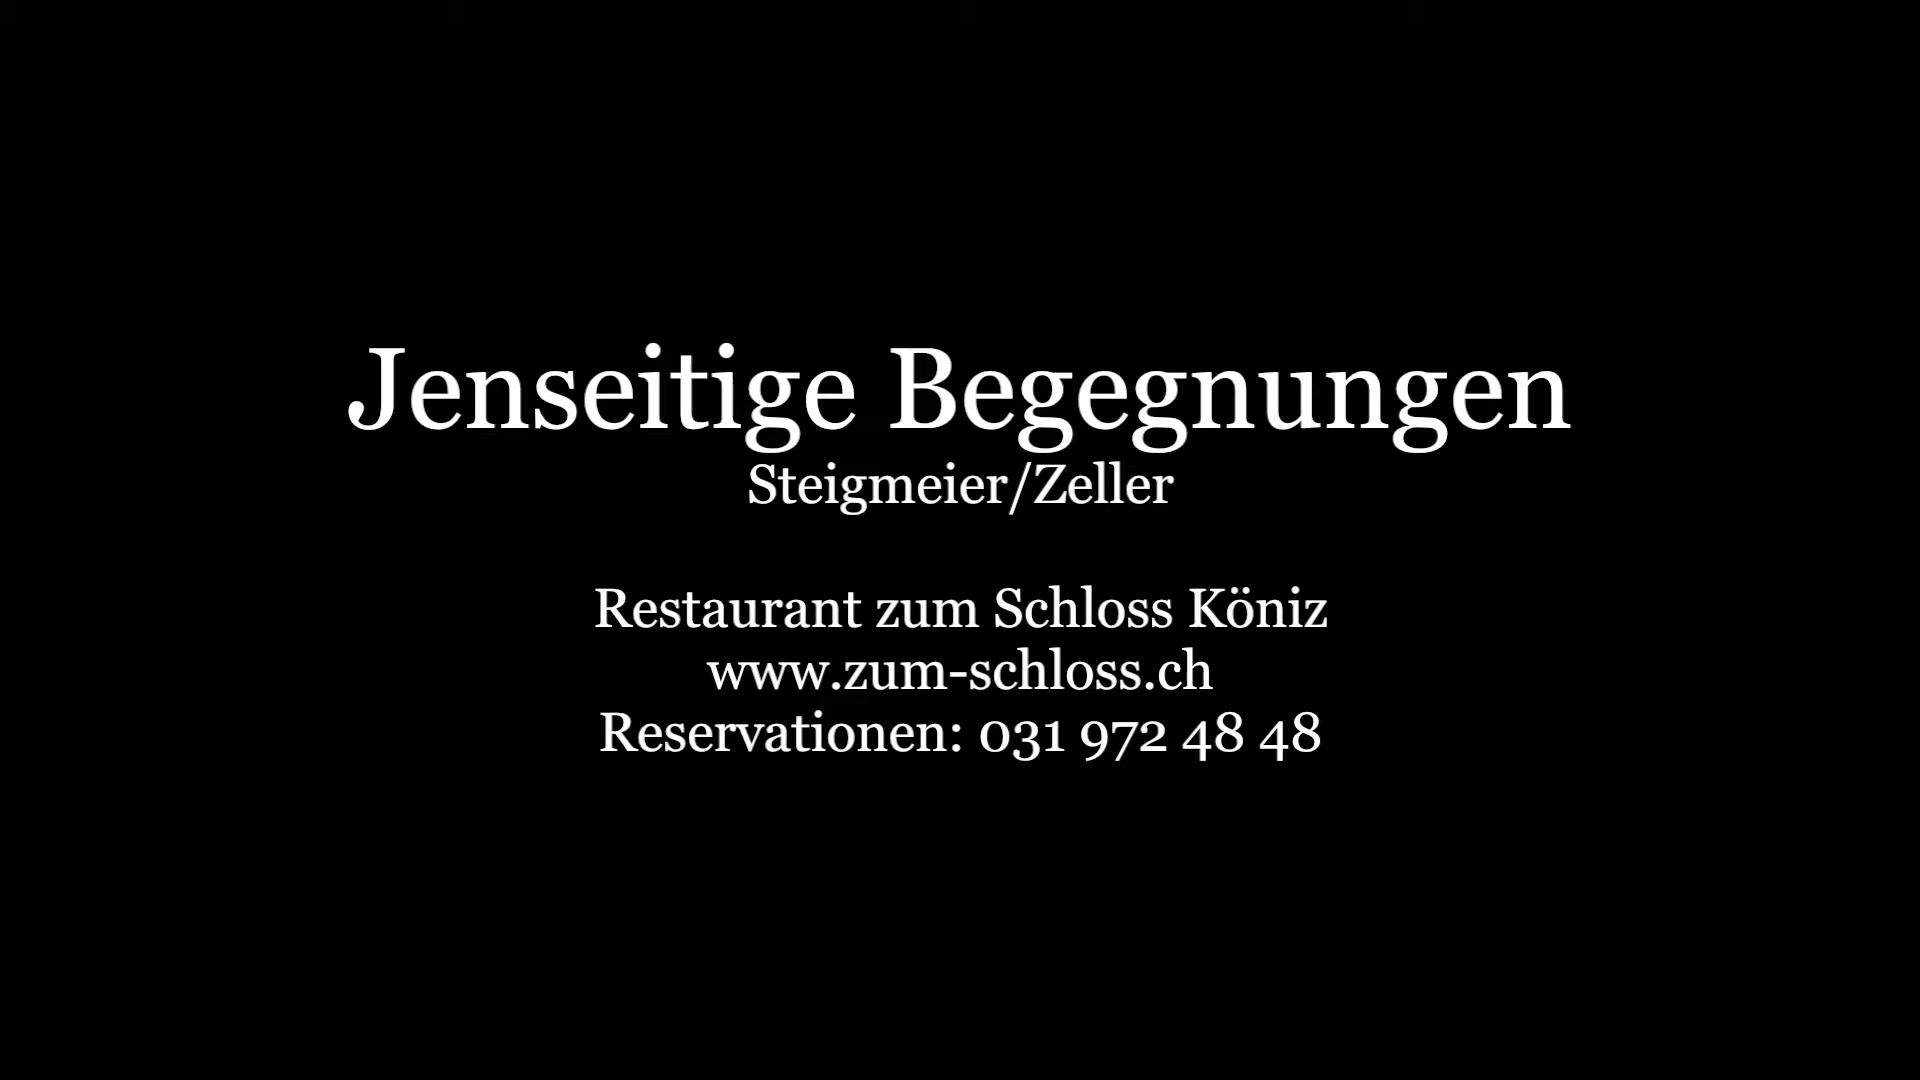 Jenseitige Begegnungen
Steigmeier/Zeller
Restaurant zum Schloss Köniz
www.zum-schloss.ch
Reservationen: 031 972 48 48